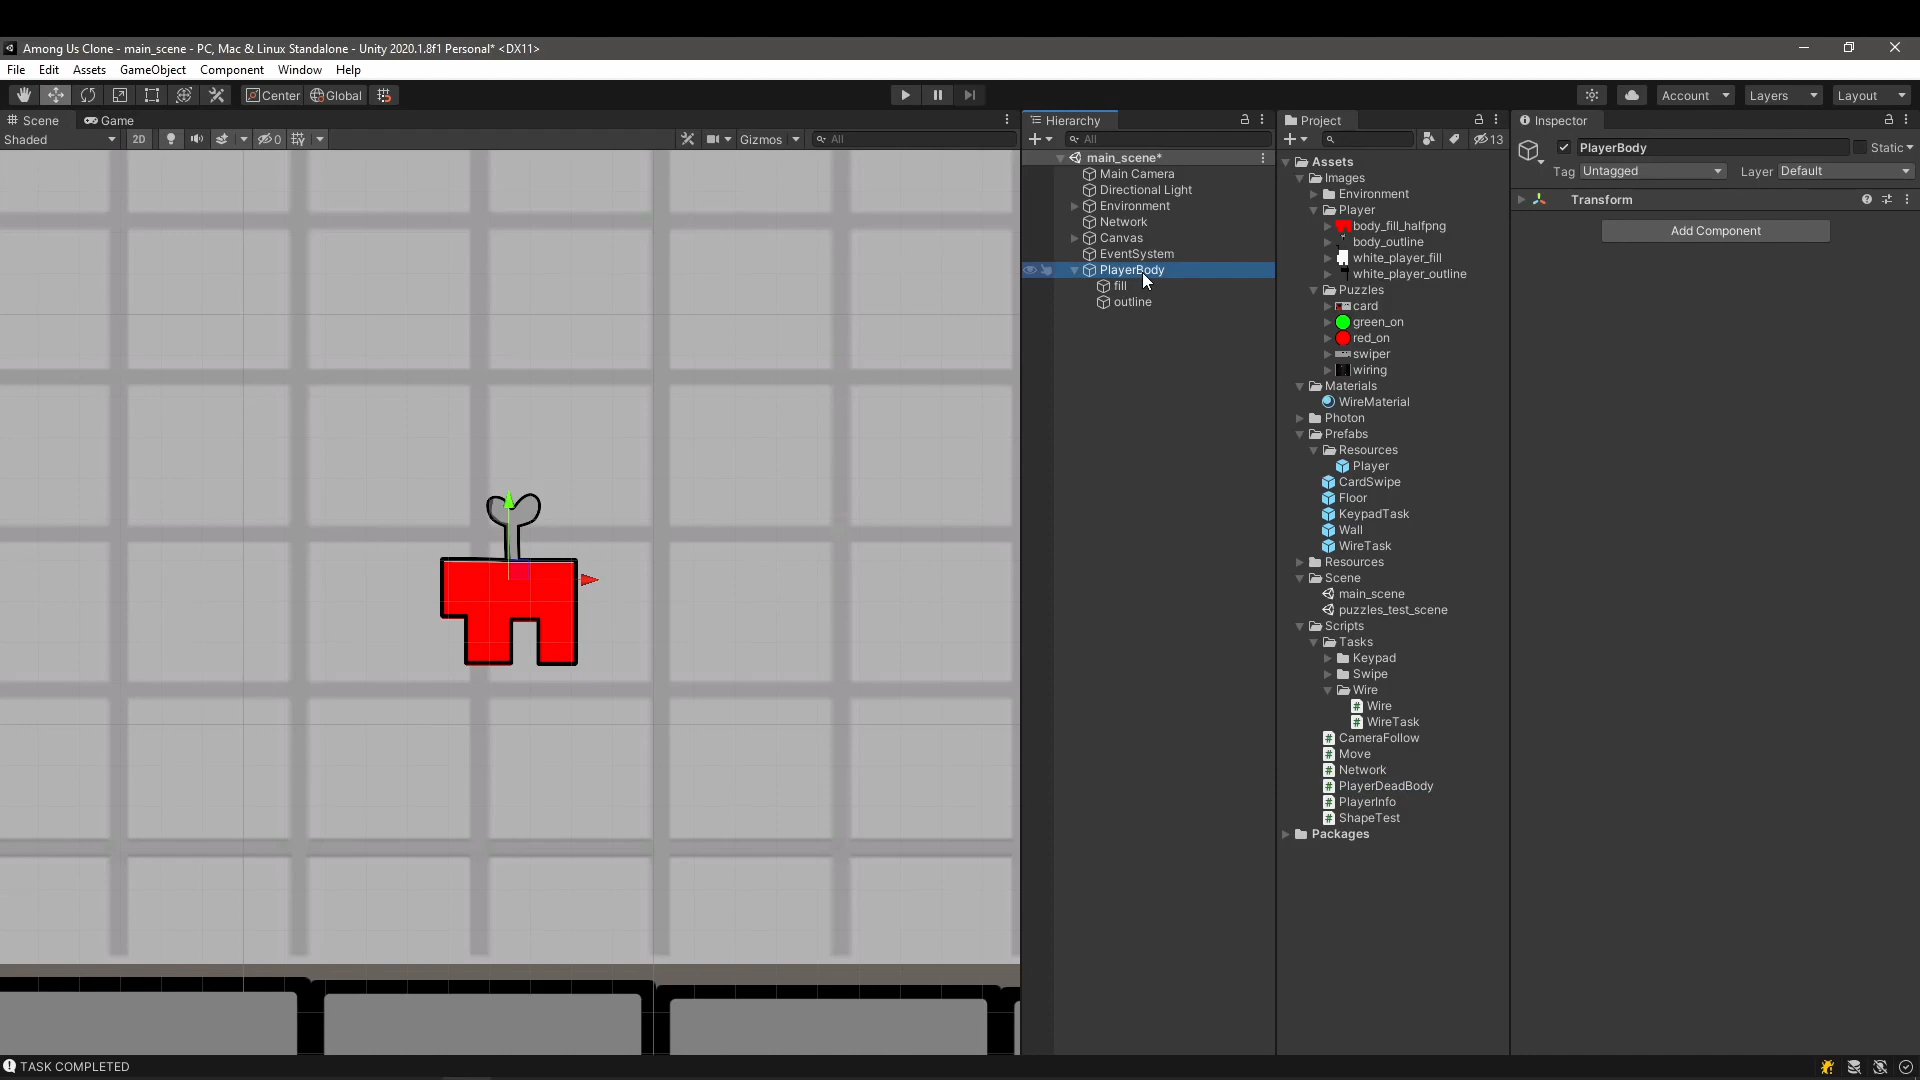 Among Us Clone - main_scene - PC, Mac & Linux Standalone - Unity 2020.1.8f1 Personal* <DX11>
File Edit Assets GameObject Component Window Help
Center Global Account Layers Layout
Scene Game
Shaded 2D 0 Gizmos All
Hierarchy
All
main_scene*
Main Camera
Directional Light
Environment
Network
Canvas
EventSystem
PlayerBody
fill
outline
Project
13
Assets
Images
Environment
Player
body_fill_halfpng
body_outline
white_player_fill
white_player_outline
Puzzles
card
green_on
red_on
swiper
wiring
Materials
WireMaterial
Photon
Prefabs
Resources
Player
CardSwipe
Floor
KeypadTask
Wall
WireTask
Resources
Scene
main_scene
puzzles_test_scene
Scripts
Tasks
Keypad
Swipe
Wire
Wire
WireTask
CameraFollow
Move
Network
PlayerDeadBody
PlayerInfo
ShapeTest
Packages
Inspector
PlayerBody Static
Tag Untagged Layer Default
Transform
Add Component
TASK COMPLETED